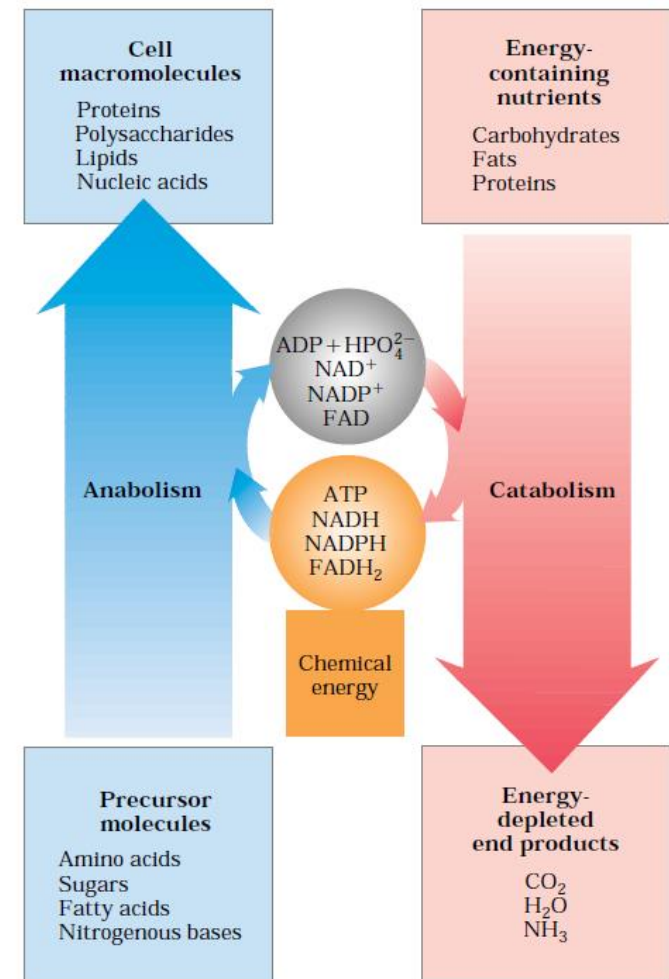 Cell
macromolecules
Proteins
Polysaccharides
Lipids
Nucleic acids
Energy-
containing
nutrients
Carbohydrates
Fats
Proteins
ADP + HPO₄²⁻
NAD⁺
NADP⁺
FAD
Anabolism
ATP
NADH
NADPH
FADH₂
Catabolism
Chemical
energy
Precursor
molecules
Amino acids
Sugars
Fatty acids
Nitrogenous bases
Energy-
depleted
end products
CO₂
H₂O
NH₃